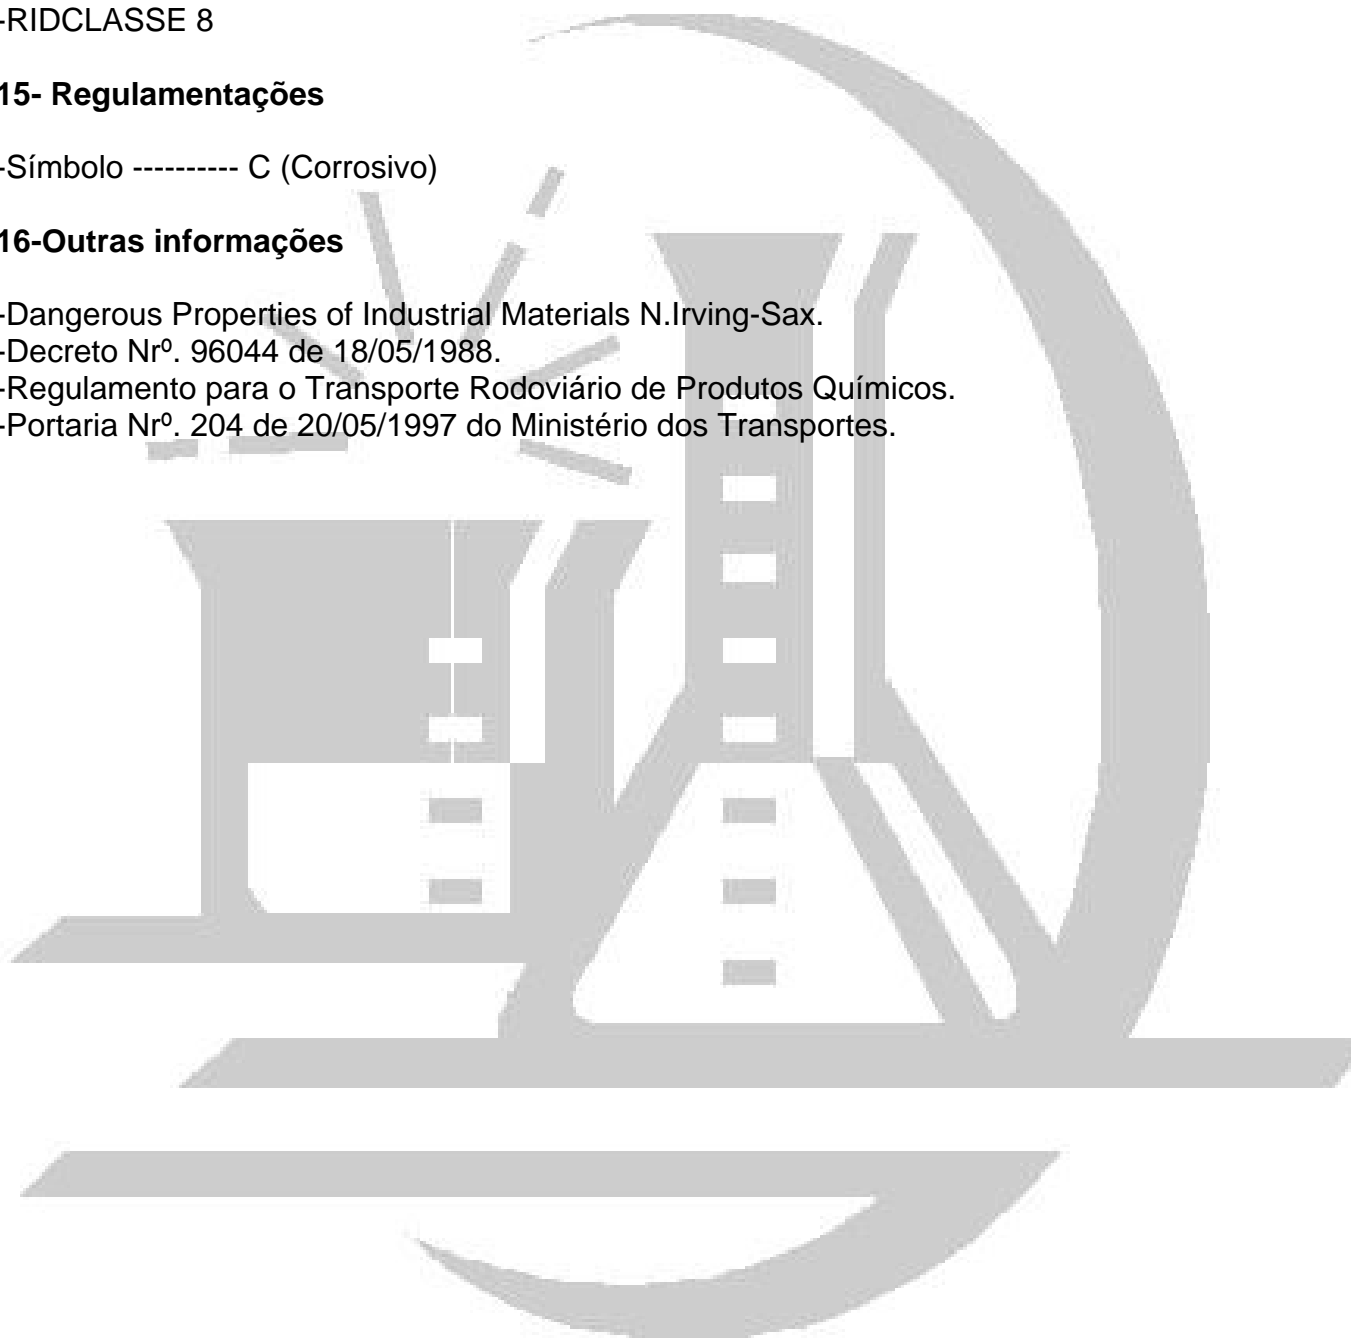 -RIDCLASSE 8
15- Regulamentações
-Símbolo ---------- C (Corrosivo)
16-Outras informações
-Dangerous Properties of Industrial Materials N.Irving-Sax.
-Decreto Nrº. 96044 de 18/05/1988.
-Regulamento para o Transporte Rodoviário de Produtos Químicos.
-Portaria Nrº. 204 de 20/05/1997 do Ministério dos Transportes.